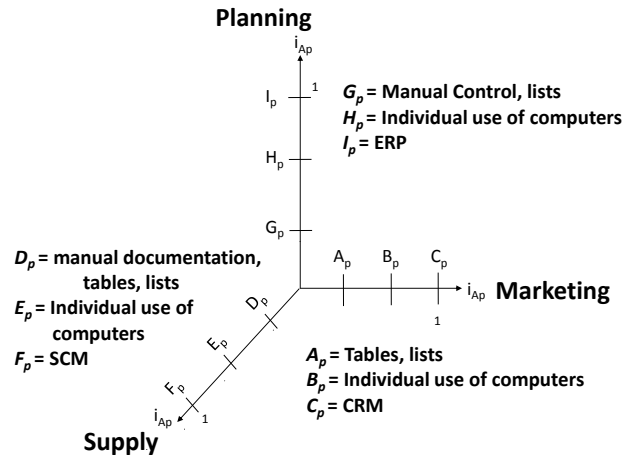 Planning
i_Ap
I_p
1
G_p = Manual Control, lists
H_p = Individual use of computers
I_p = ERP
H_p
G_p
D_p = manual documentation,
tables, lists
E_p = Individual use of
computers
F_p = SCM
A_p
B_p
C_p
i_Ap
Marketing
1
D_p
E_p
F_p
A_p = Tables, lists
B_p = Individual use of computers
C_p = CRM
i_Ap
1
Supply